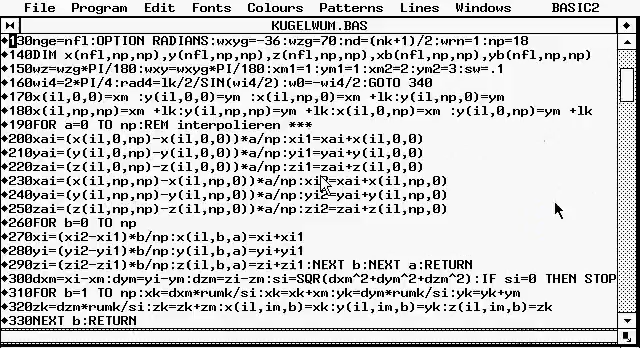 File Program Edit Fonts Colours Patterns Lines Windows BASIC2
KUGELWUM.BAS
130nge=nfl:OPTION RADIANS:wxyg=-36:wzg=70:nd=(nk+1)/2:wrn=1:np=18
140DIM x(nfl,np,np),y(nfl,np,np),z(nfl,np,np),xb(nfl,np,np),yb(nfl,np,np)
150wz=wzg*PI/180:wxy=wxyg*PI/180:xm1=1:ym1=1:xm2=2:ym2=3:sw=.1
160wi4=2*PI/4:rad4=lk/2/SIN(wi4/2):w0=-wi4/2:GOTO 340
170x(il,0,0)=xm :y(il,0,0)=ym :x(il,np,0)=xm +lk:y(il,np,0)=ym
180x(il,np,np)=xm +lk:y(il,np,np)=ym +lk:x(il,0,np)=xm :y(il,0,np)=ym +lk
190FOR a=0 TO np:REM interpolieren ***
200xai=(x(il,0,np)-x(il,0,0))*a/np:xi1=xai+x(il,0,0)
210yai=(y(il,0,np)-y(il,0,0))*a/np:yi1=yai+y(il,0,0)
220zai=(z(il,0,np)-z(il,0,0))*a/np:zi1=zai+z(il,0,0)
230xai=(x(il,np,np)-x(il,np,0))*a/np:xi2=xai+x(il,np,0)
240yai=(y(il,np,np)-y(il,np,0))*a/np:yi2=yai+y(il,np,0)
250zai=(z(il,np,np)-z(il,np,0))*a/np:zi2=zai+z(il,np,0)
260FOR b=0 TO np
270xi=(xi2-xi1)*b/np:x(il,b,a)=xi+xi1
280yi=(yi2-yi1)*b/np:y(il,b,a)=yi+yi1
290zi=(zi2-zi1)*b/np:z(il,b,a)=zi+zi1:NEXT b:NEXT a:RETURN
300dxm=xi-xm:dym=yi-ym:dzm=zi-zm:si=SQR(dxm^2+dym^2+dzm^2):IF si=0 THEN STOP
310FOR b=1 TO np:xk=dxm*rumk/si:xk=xk+xm:yk=dym*rumk/si:yk=yk+ym
320zk=dzm*rumk/si:zk=zk+zm:x(il,im,b)=xk:y(il,im,b)=yk:z(il,im,b)=zk
330NEXT b:RETURN